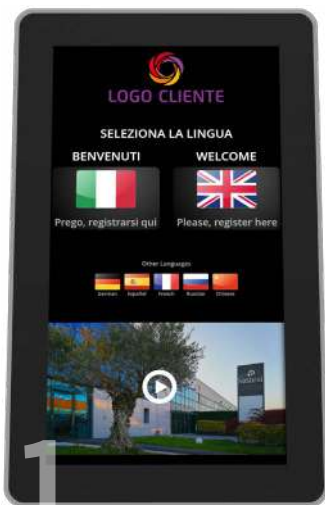 LOGO CLIENTE
SELEZIONA LA LINGUA
BENVENUTI WELCOME
Prego, registrarsi qui Please, register here
Other Languages
German Español French Russian Chinese
1